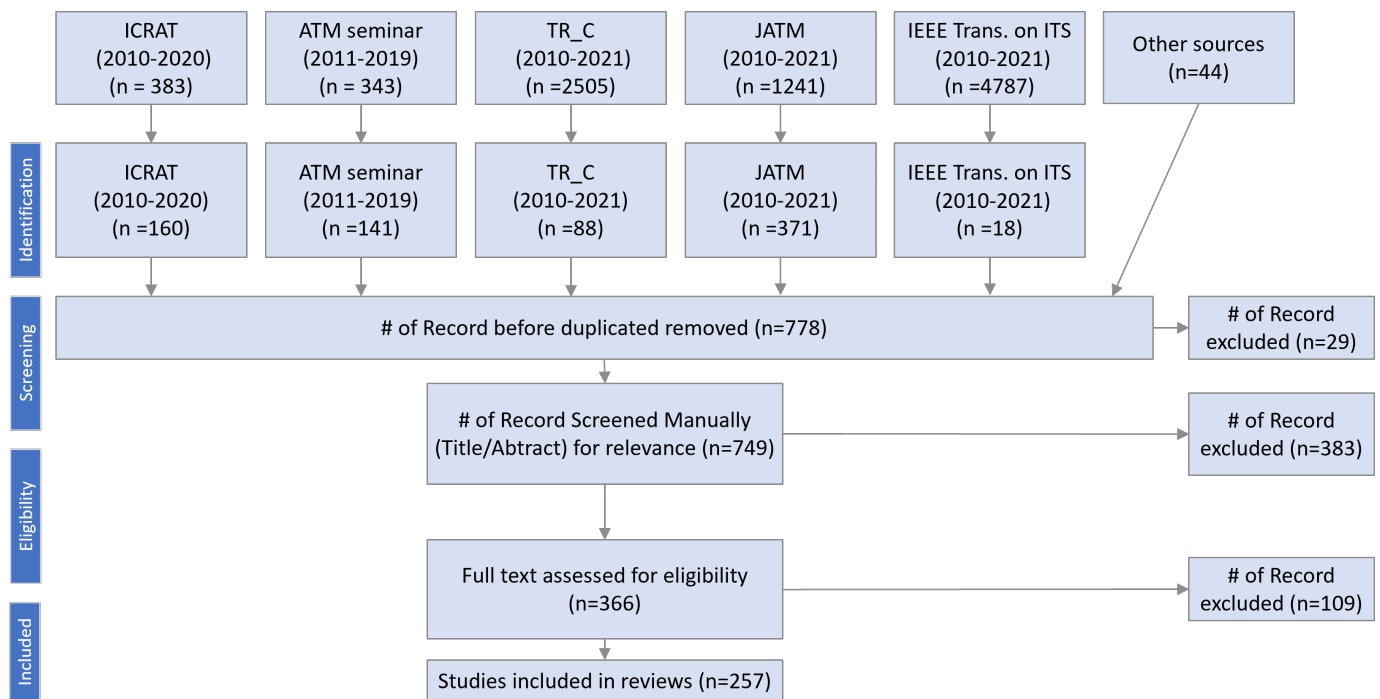 ICRAT
(2010-2020)
(n = 383)
ATM seminar
(2011-2019)
(n = 343)
TR_C
(2010-2021)
(n =2505)
JATM
(2010-2021)
(n =1241)
IEEE Trans. on ITS
(2010-2021)
(n =4787)
Other sources
(n=44)
Identification
ICRAT
(2010-2020)
(n =160)
ATM seminar
(2011-2019)
(n =141)
TR_C
(2010-2021)
(n =88)
JATM
(2010-2021)
(n =371)
IEEE Trans. on ITS
(2010-2021)
(n =18)
Screening
# of Record before duplicated removed (n=778)
# of Record
excluded (n=29)
# of Record Screened Manually
(Title/Abtract) for relevance (n=749)
# of Record
excluded (n=383)
Eligibility
Full text assessed for eligibility
(n=366)
# of Record
excluded (n=109)
Included
Studies included in reviews (n=257)